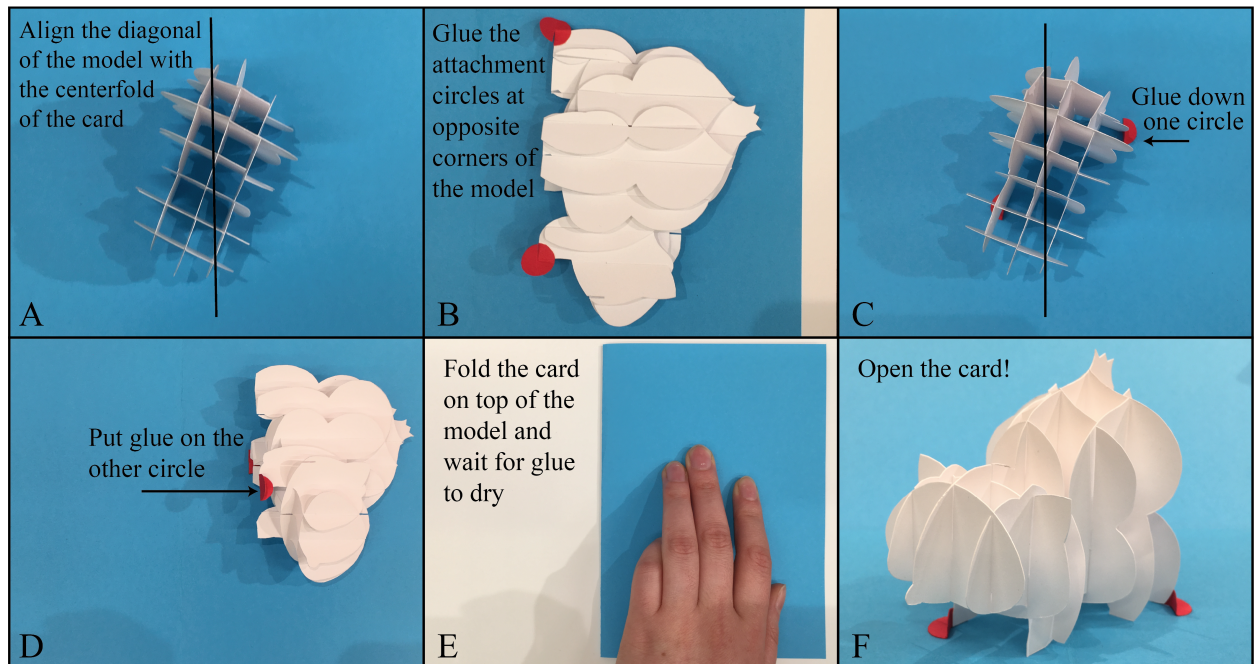 Align the diagonal
of the model with
the centerfold
of the card
A
Glue the
attachment
circles at
opposite
corners of
the model
B
Glue down
one circle
C
Put glue on the
other circle
D
Fold the card
on top of the
model and
wait for glue
to dry
E
Open the card!
F